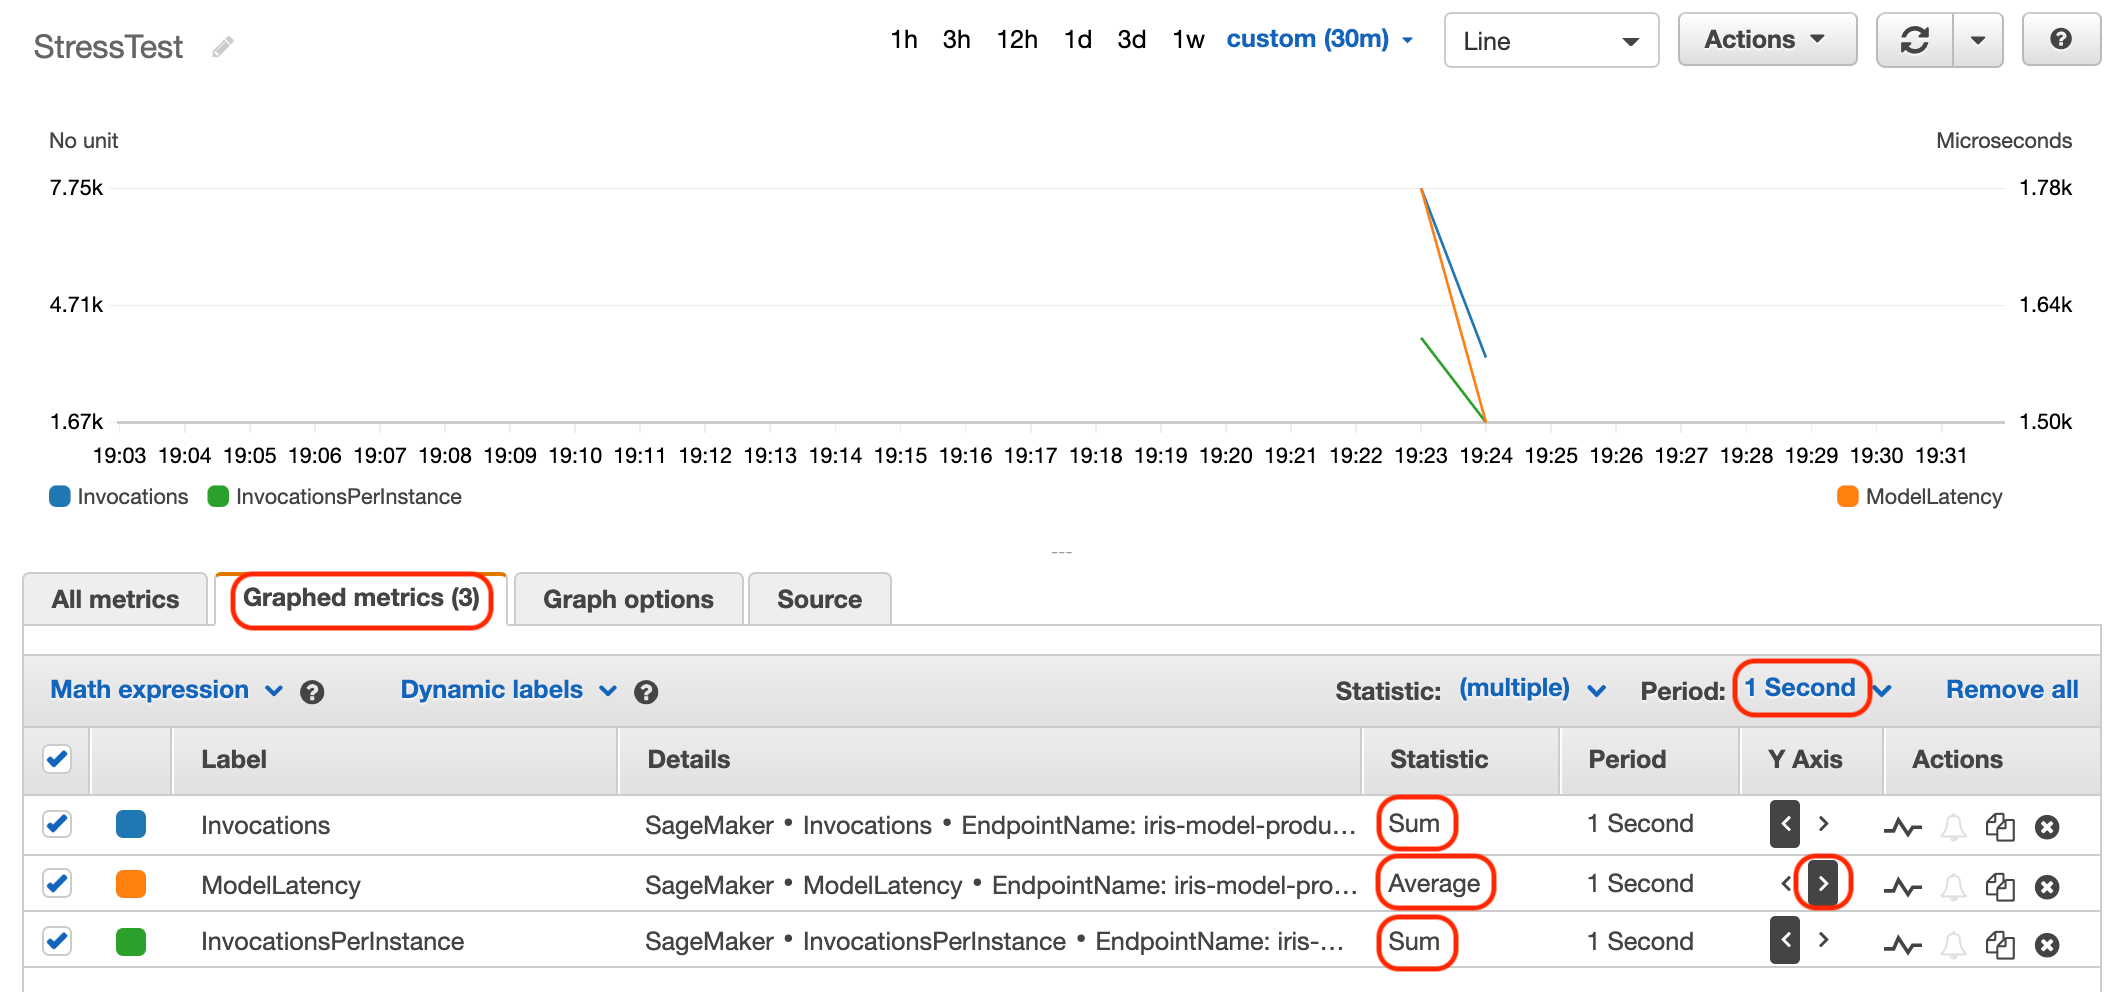 StressTest
1h 3h 12h 1d 3d 1w custom (30m) Line Actions
No unit Microseconds
7.75k 1.78k
4.71k 1.64k
1.67k 1.50k
19:03 19:04 19:05 19:06 19:07 19:08 19:09 19:10 19:11 19:12 19:13 19:14 19:15 19:16 19:17 19:18 19:19 19:20 19:21 19:22 19:23 19:24 19:25 19:26 19:27 19:28 19:29 19:30 19:31
Invocations InvocationsPerInstance ModelLatency
All metrics Graphed metrics (3) Graph options Source
Math expression Dynamic labels Statistic: (multiple) Period: 1 Second Remove all
Label Details Statistic Period Y Axis Actions
Invocations SageMaker • Invocations • EndpointName: iris-model-produ... Sum 1 Second < >
ModelLatency SageMaker • ModelLatency • EndpointName: iris-model-pro... Average 1 Second < >
InvocationsPerInstance SageMaker • InvocationsPerInstance • EndpointName: iris-... Sum 1 Second < >